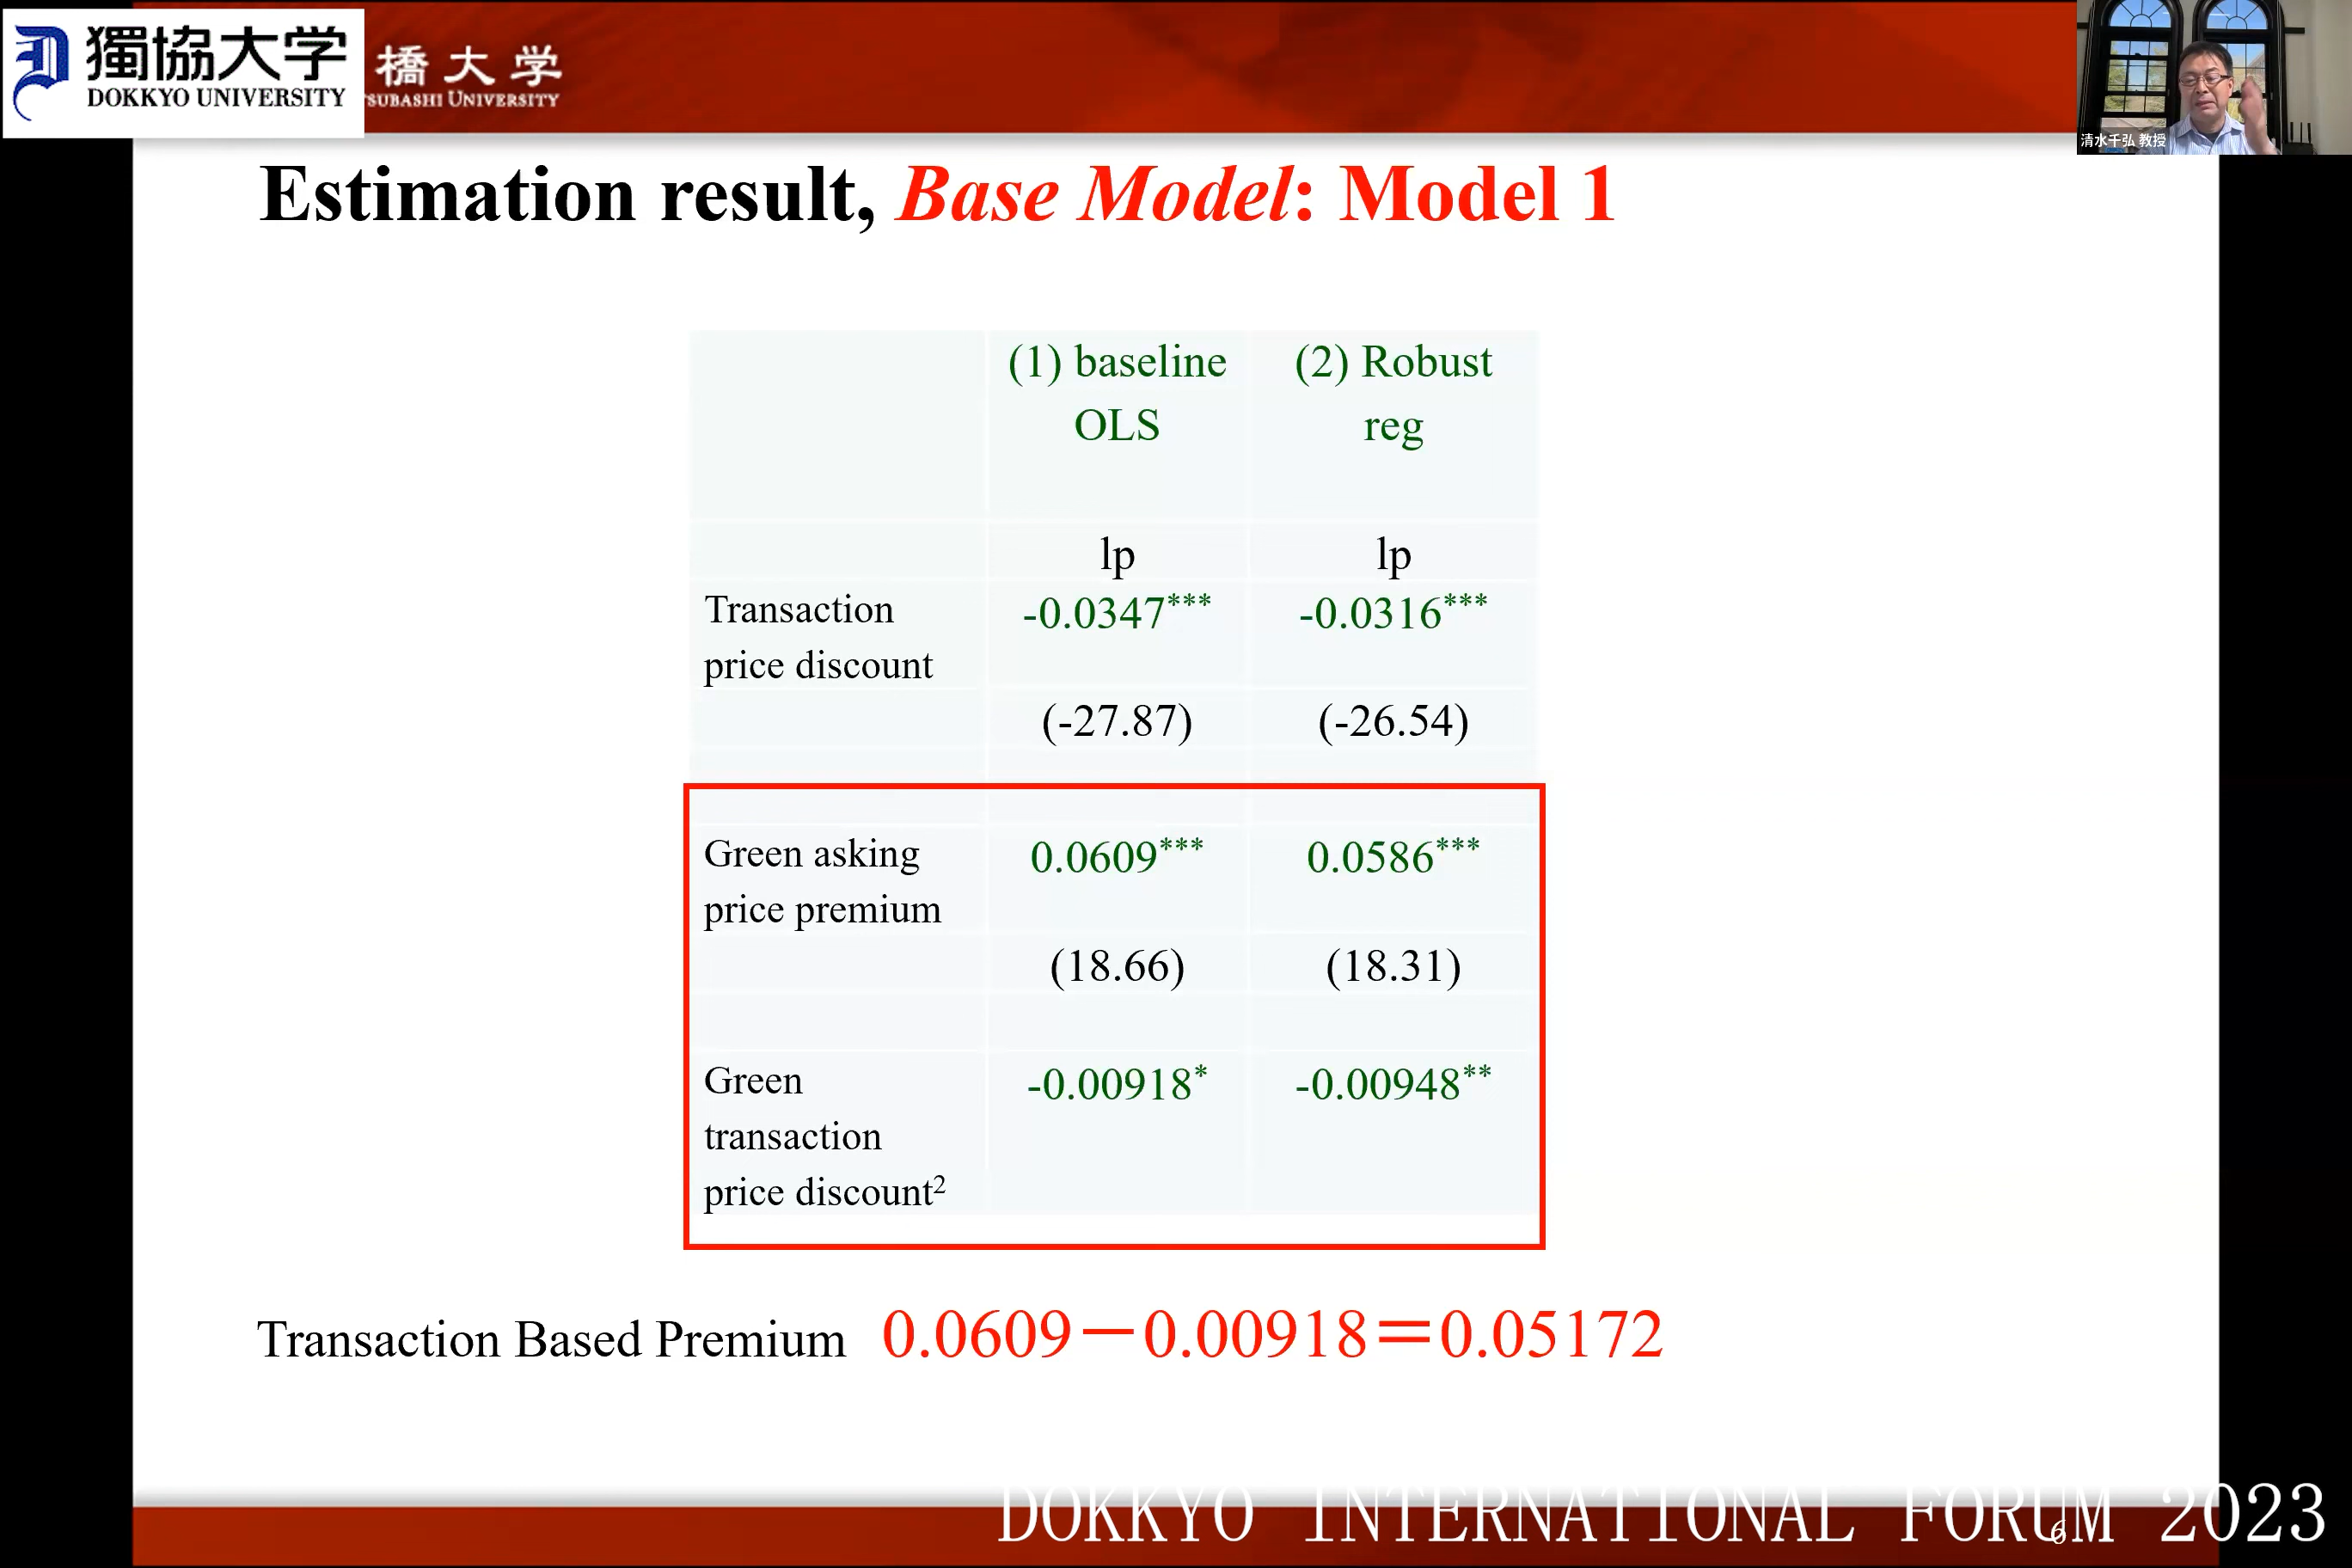 獨協大学
DOKKYO UNIVERSITY
橋大学
TSUBASHI UNIVERSITY
清水千弘 教授
Estimation result, Base Model: Model 1
(1) baseline OLS
(2) Robust reg
lp
lp
Transaction price discount
-0.0347***
-0.0316***
(-27.87)
(-26.54)
Green asking price premium
0.0609***
0.0586***
(18.66)
(18.31)
Green transaction price discount²
-0.00918*
-0.00948**
Transaction Based Premium 0.0609－0.00918＝0.05172
DOKKYO INTERNATIONAL FORUM 2023
6